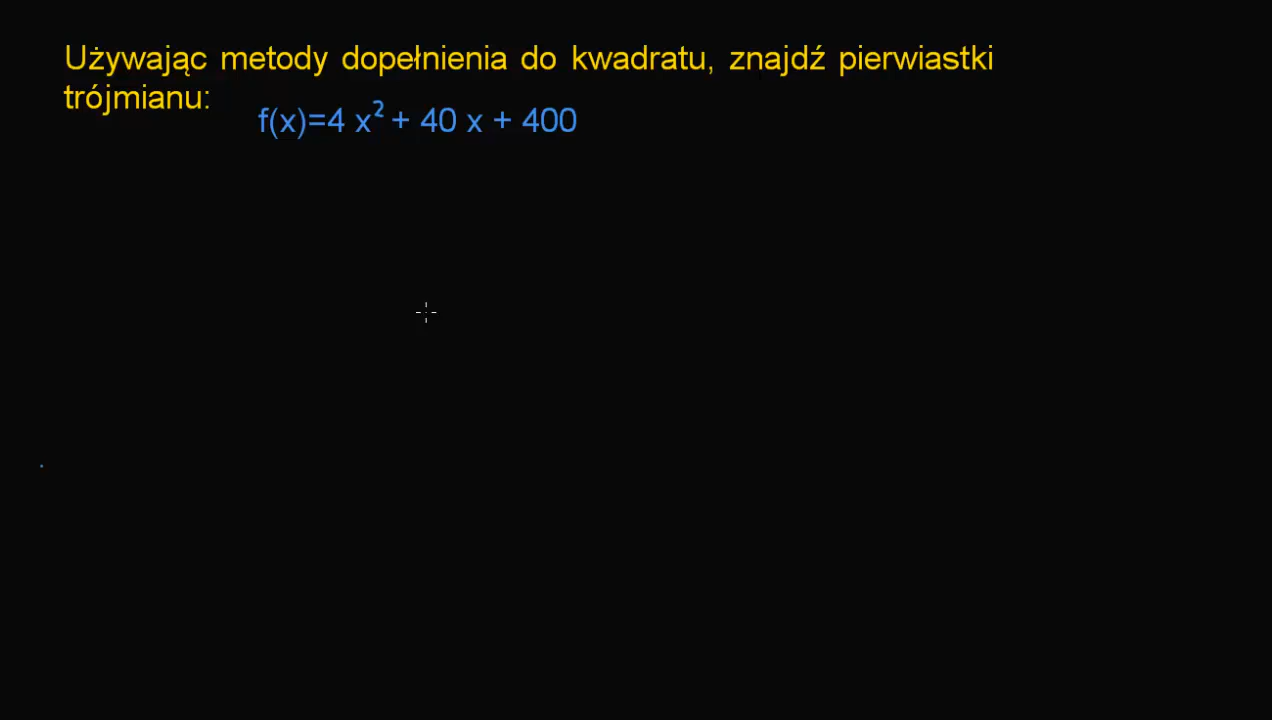 Używając metody dopełnienia do kwadratu, znajdź pierwiastki
trójmianu:
f(x)=4 x² + 40 x + 400